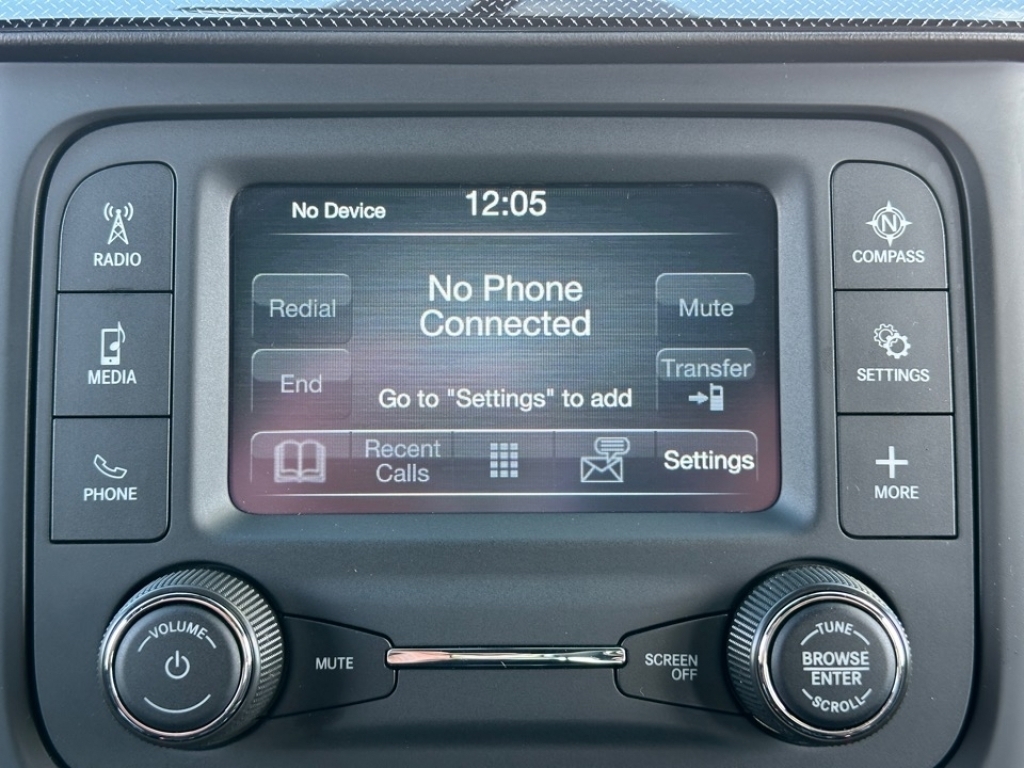 RADIO
MEDIA
PHONE
No Device
12:05
Redial
No Phone
Connected
Mute
End
Transfer
Go to "Settings" to add
Recent
Calls
Settings
N
COMPASS
SETTINGS
MORE
VOLUME
MUTE
SCREEN
OFF
TUNE
BROWSE
ENTER
SCROLL